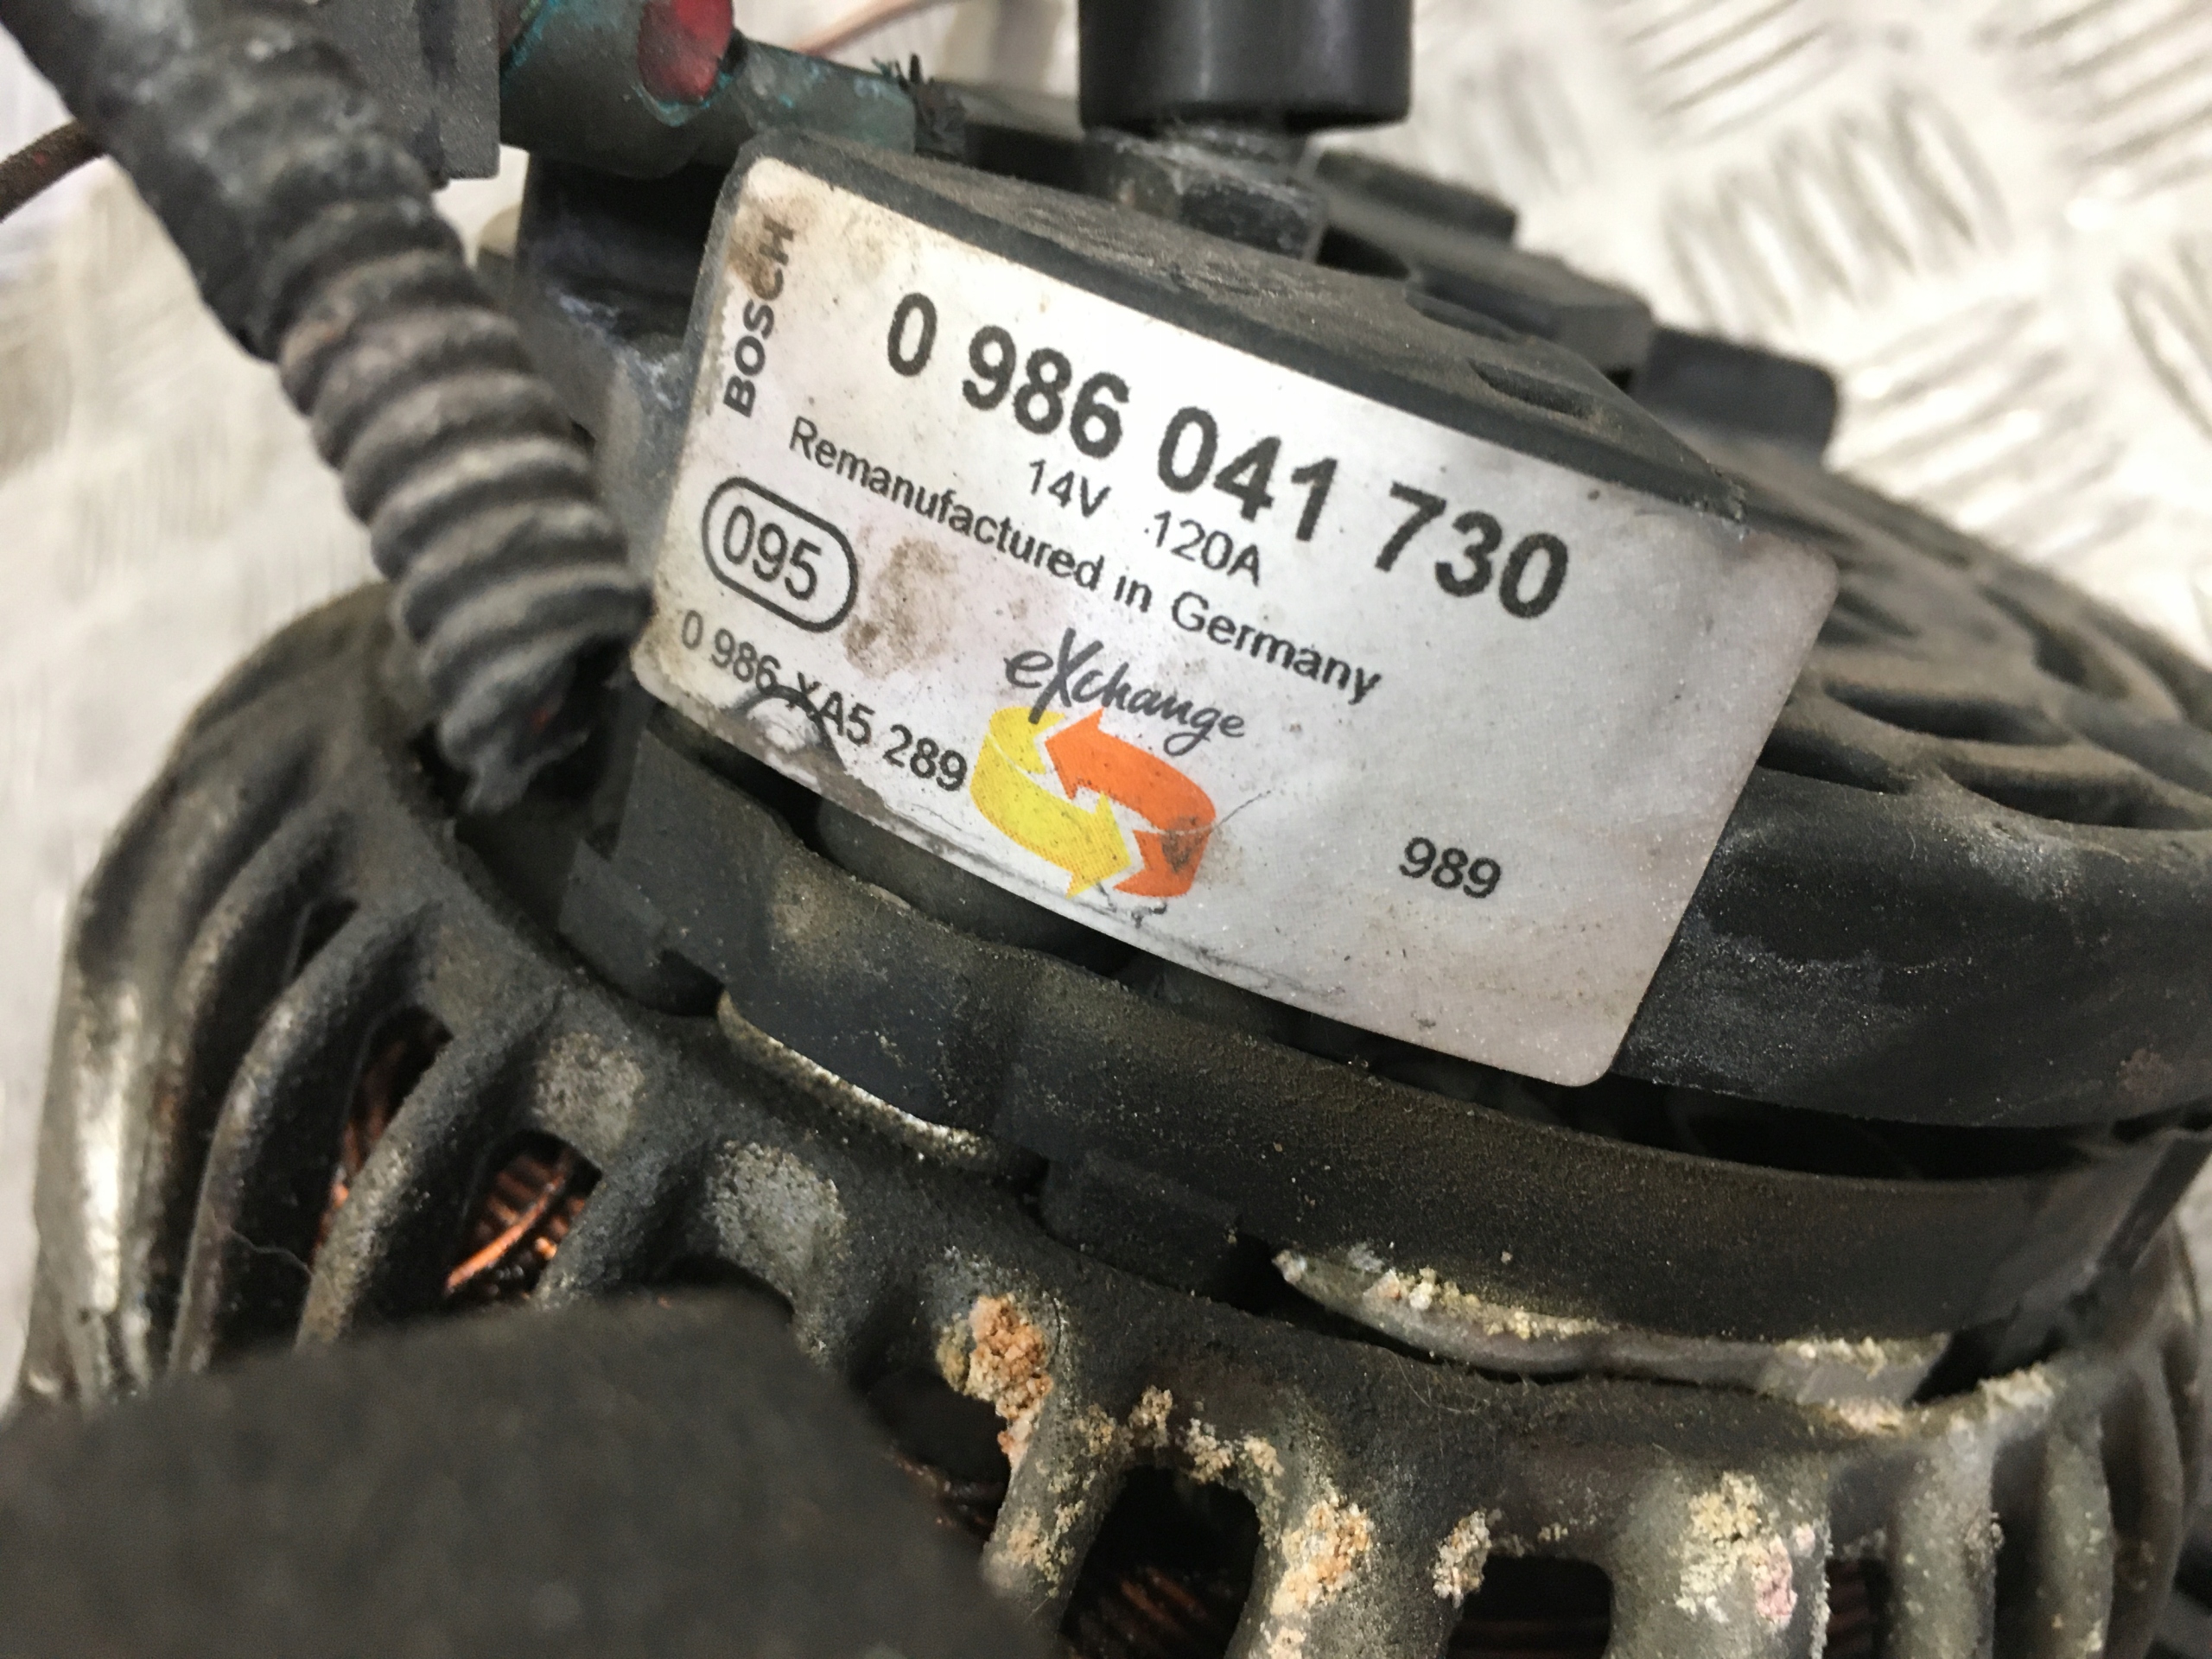 BOSCH
0 986 041 730
14V 120A
Remanufactured in Germany
095
0 986 XA5 289
eXchange
989